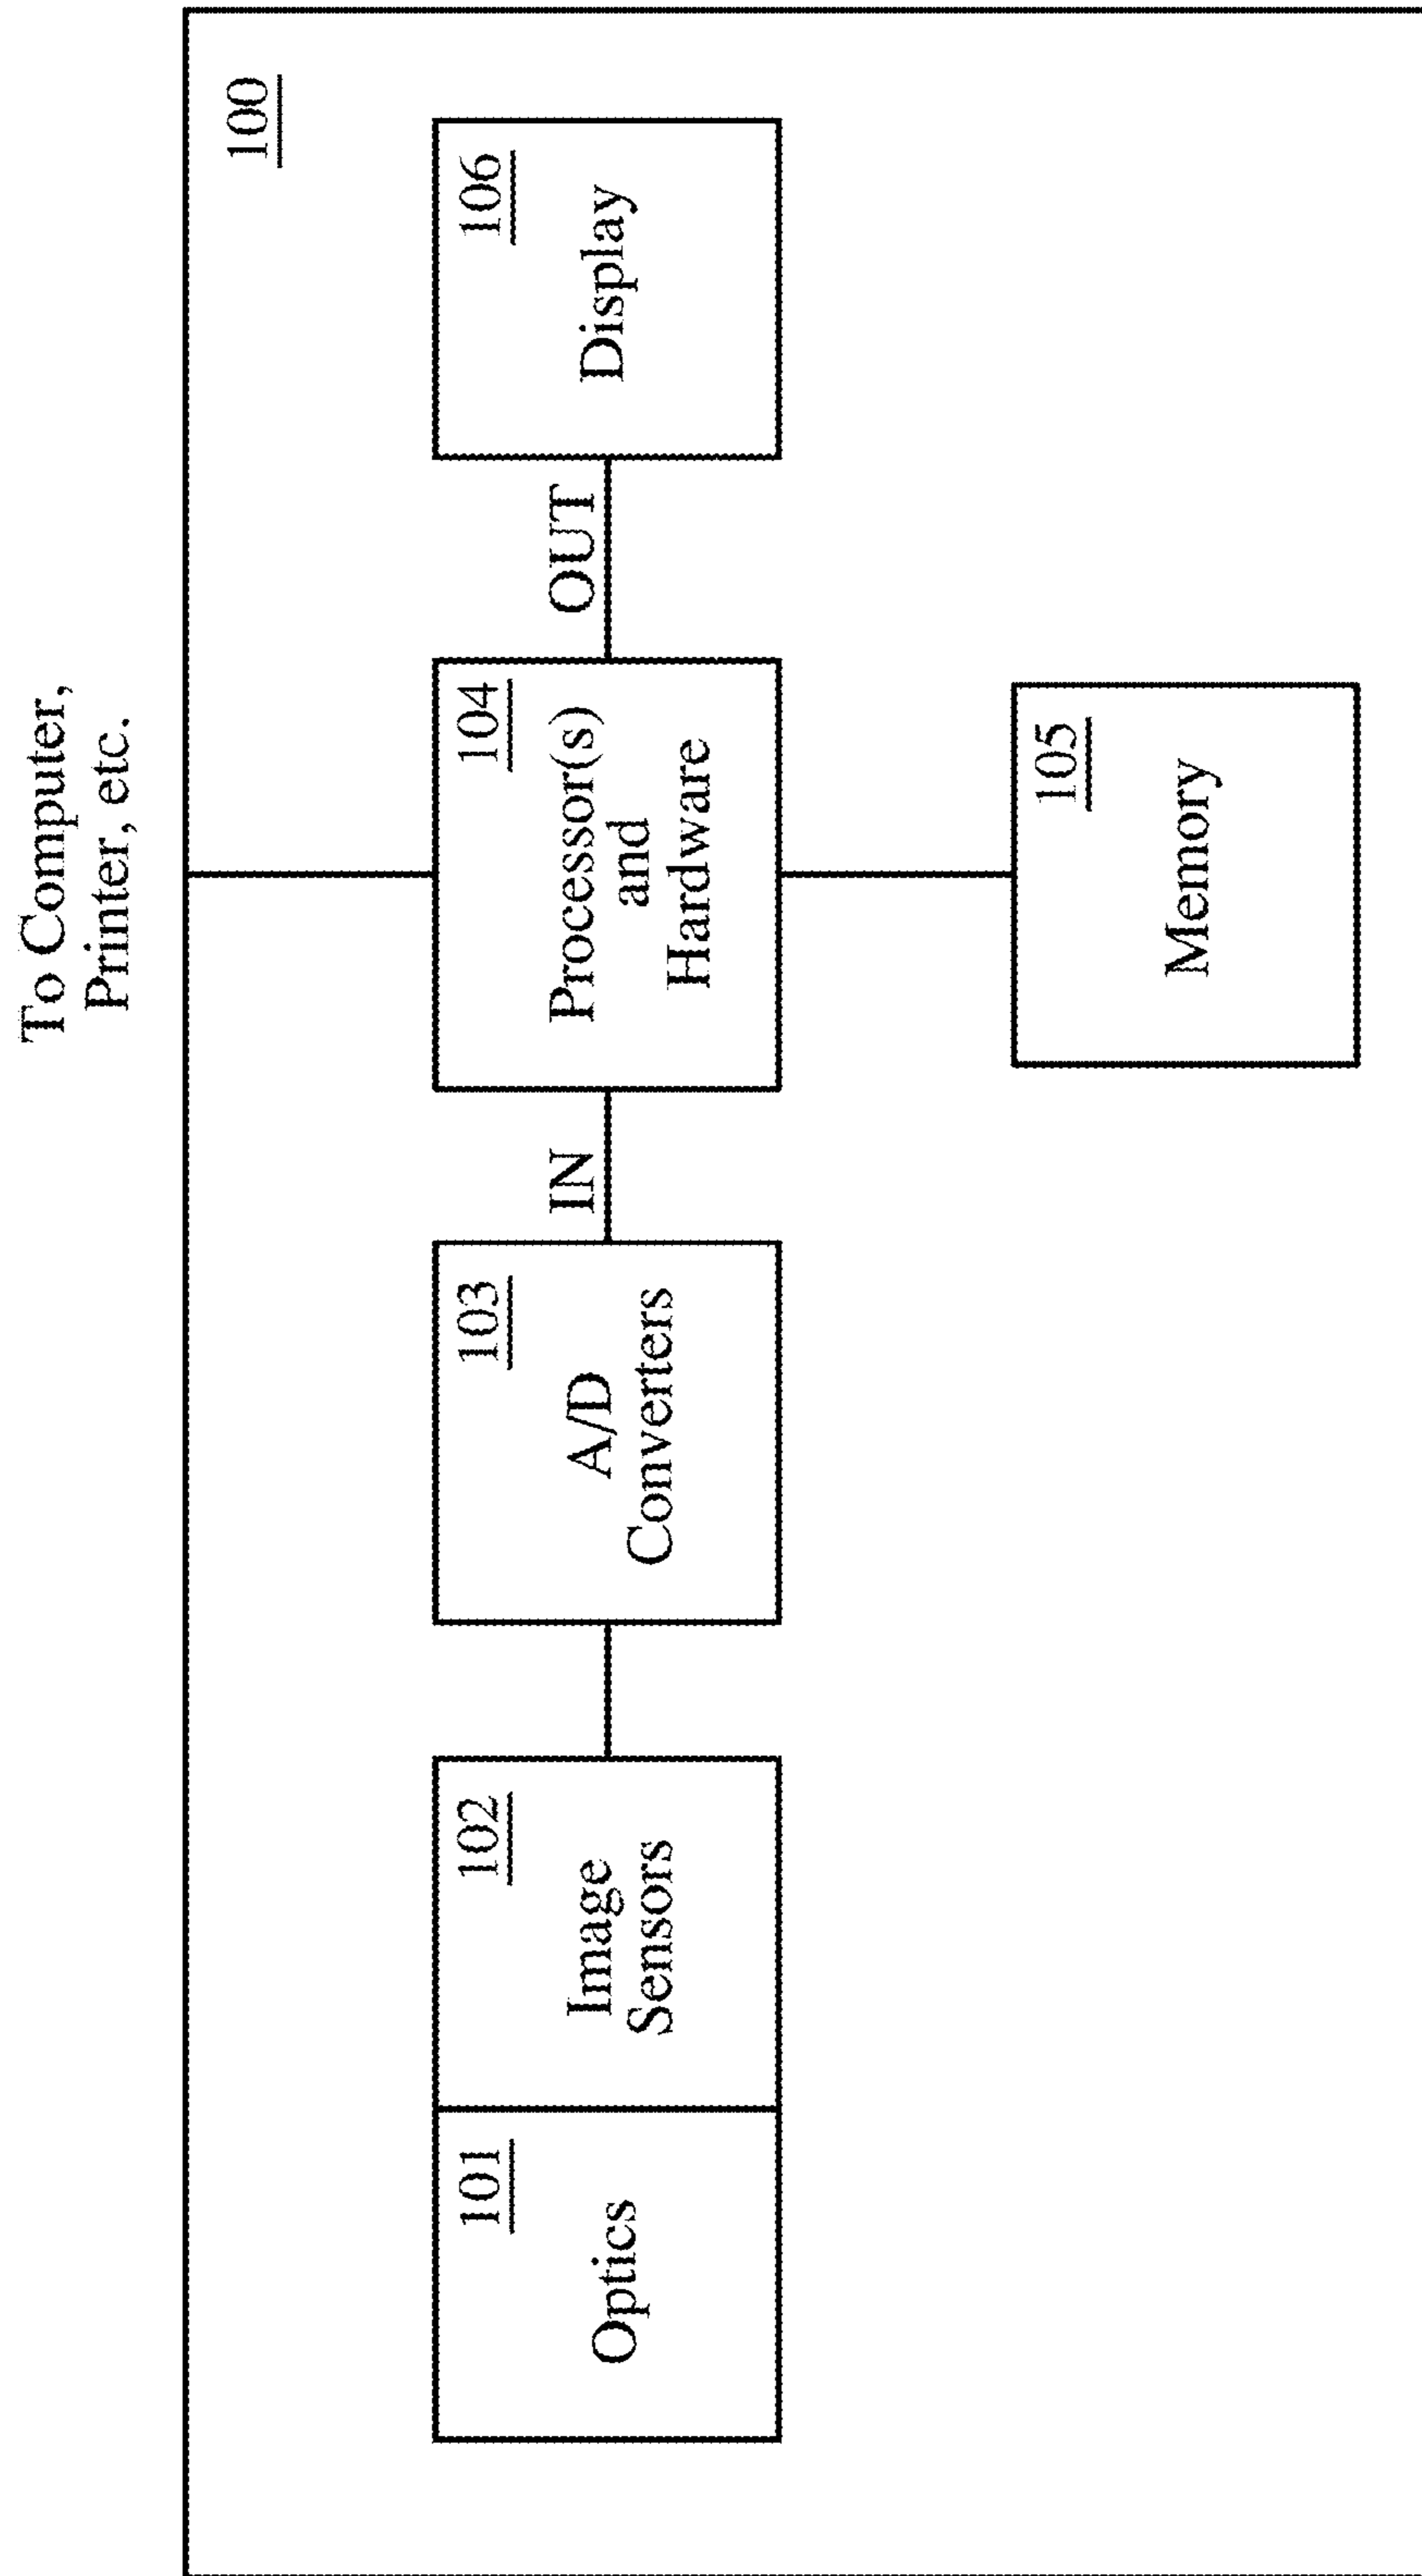 To Computer,
Printer, etc.
100
101
Optics
102
Image
Sensors
103
A/D
Converters
IN
104
Processor(s)
and
Hardware
OUT
106
Display
105
Memory